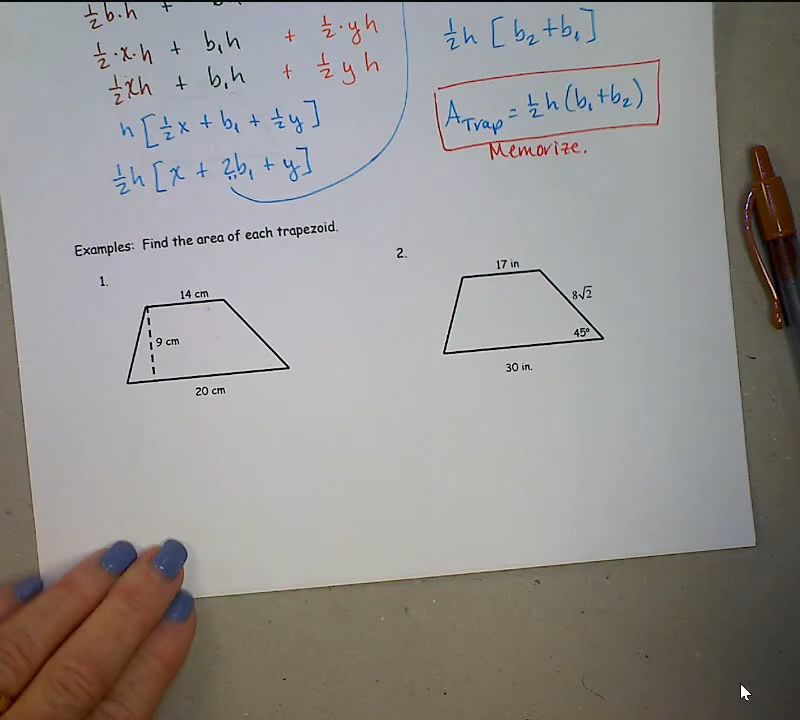 ½b·h +
½·x·h + b₁h + ½·yh
½xh + b₁h + ½yh
h[½x + b₁ + ½y]
½h[x + 2b₁ + y]
½h [b₂+b₁]
A_Trap = ½h(b₁+b₂)
Memorize.
Examples: Find the area of each trapezoid.
1.
14 cm
9 cm
20 cm
2.
17 in
8√2
45°
30 in.